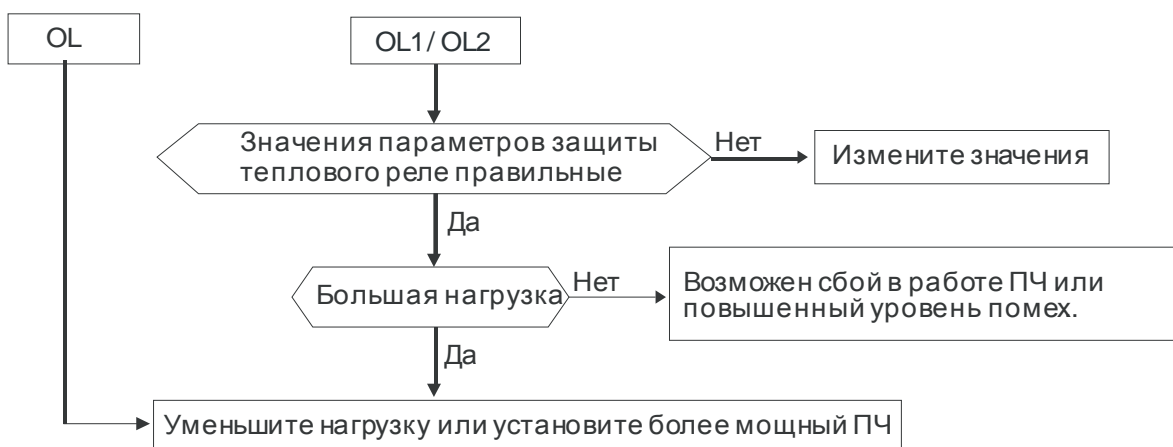 OL
OL1/ OL2
Значения параметров защиты
теплового реле правильные
Нет
Измените значения
Да
Большая нагрузка
Нет
Возможен сбой в работе ПЧ или
повышенный уровень помех.
Да
Уменьшите нагрузку или установите более мощный ПЧ